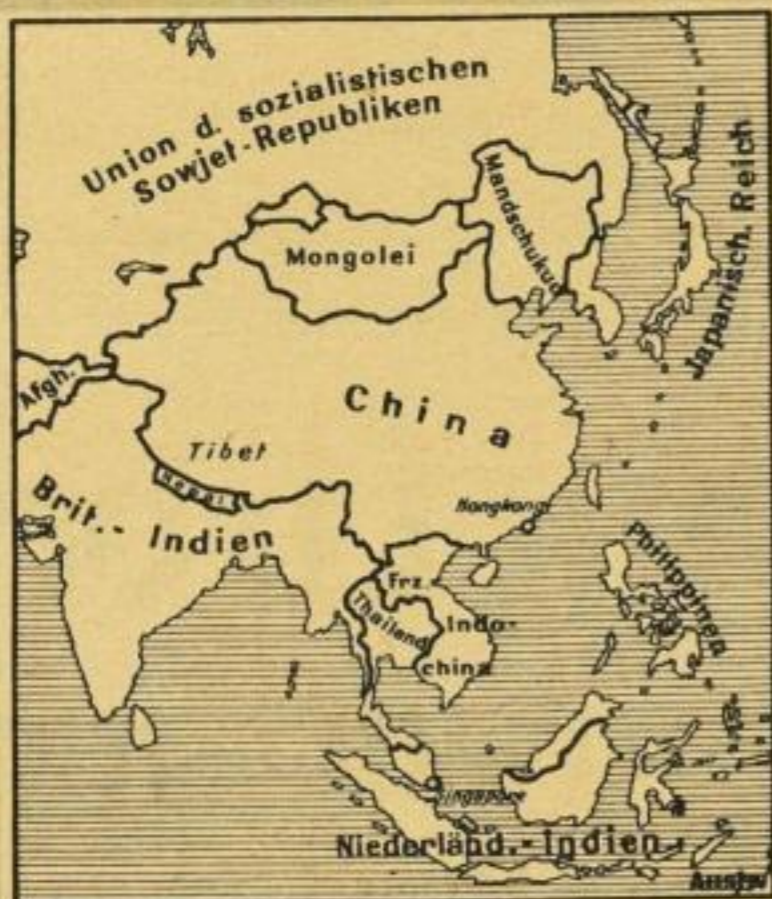 Union d. sozialistischen
Sowjet-Republiken
Mandschukuo
Japanisch. Reich
Mongolei
Afgh.
China
Tibet
Nepal
Brit.- Indien
Hongkong
Philippinen
Frz.
Thailand
Indo-
china
Singapore
Niederländ.-Indien